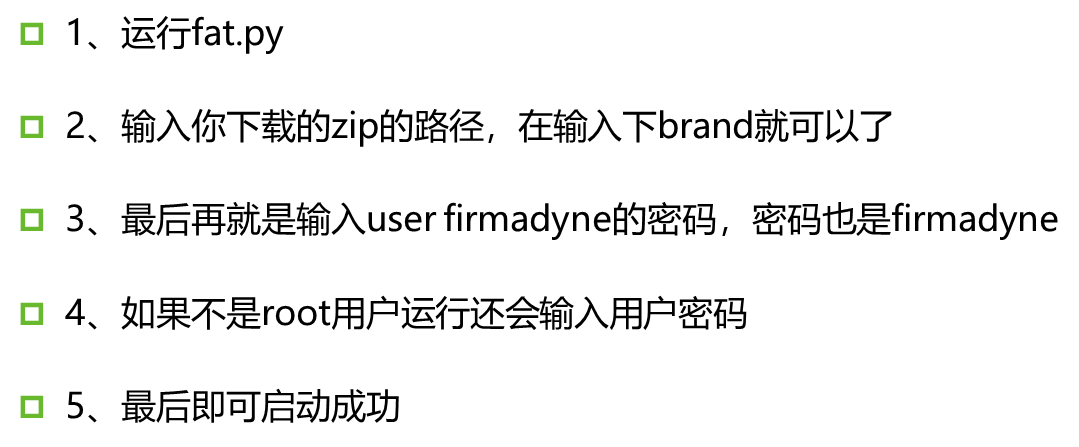 1、运行fat.py
2、输入你下载的zip的路径，在输入下brand就可以了
3、最后再就是输入user firmadyne的密码，密码也是firmadyne
4、如果不是root用户运行还会输入用户密码
5、最后即可启动成功